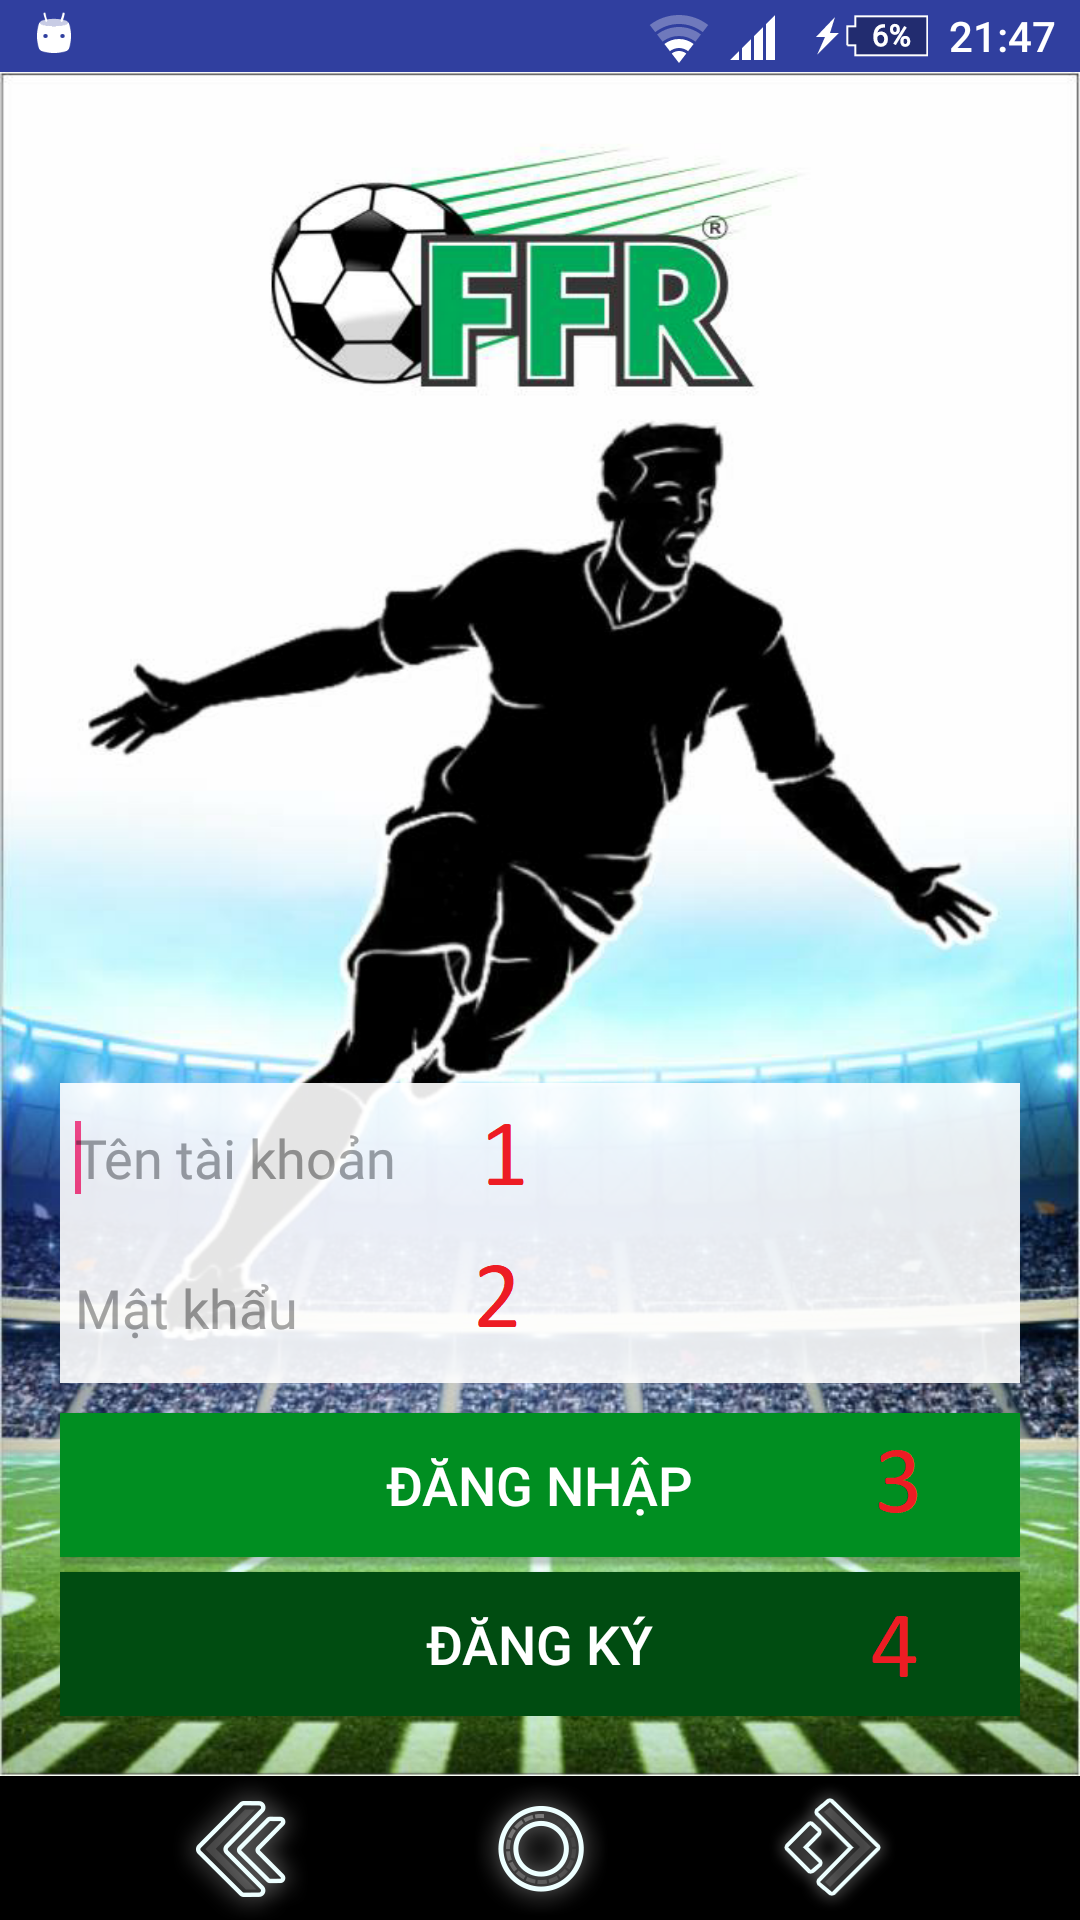 6% 21:47
FFR®
Tên tài khoản 1
Mật khẩu 2
ĐĂNG NHẬP 3
ĐĂNG KÝ 4